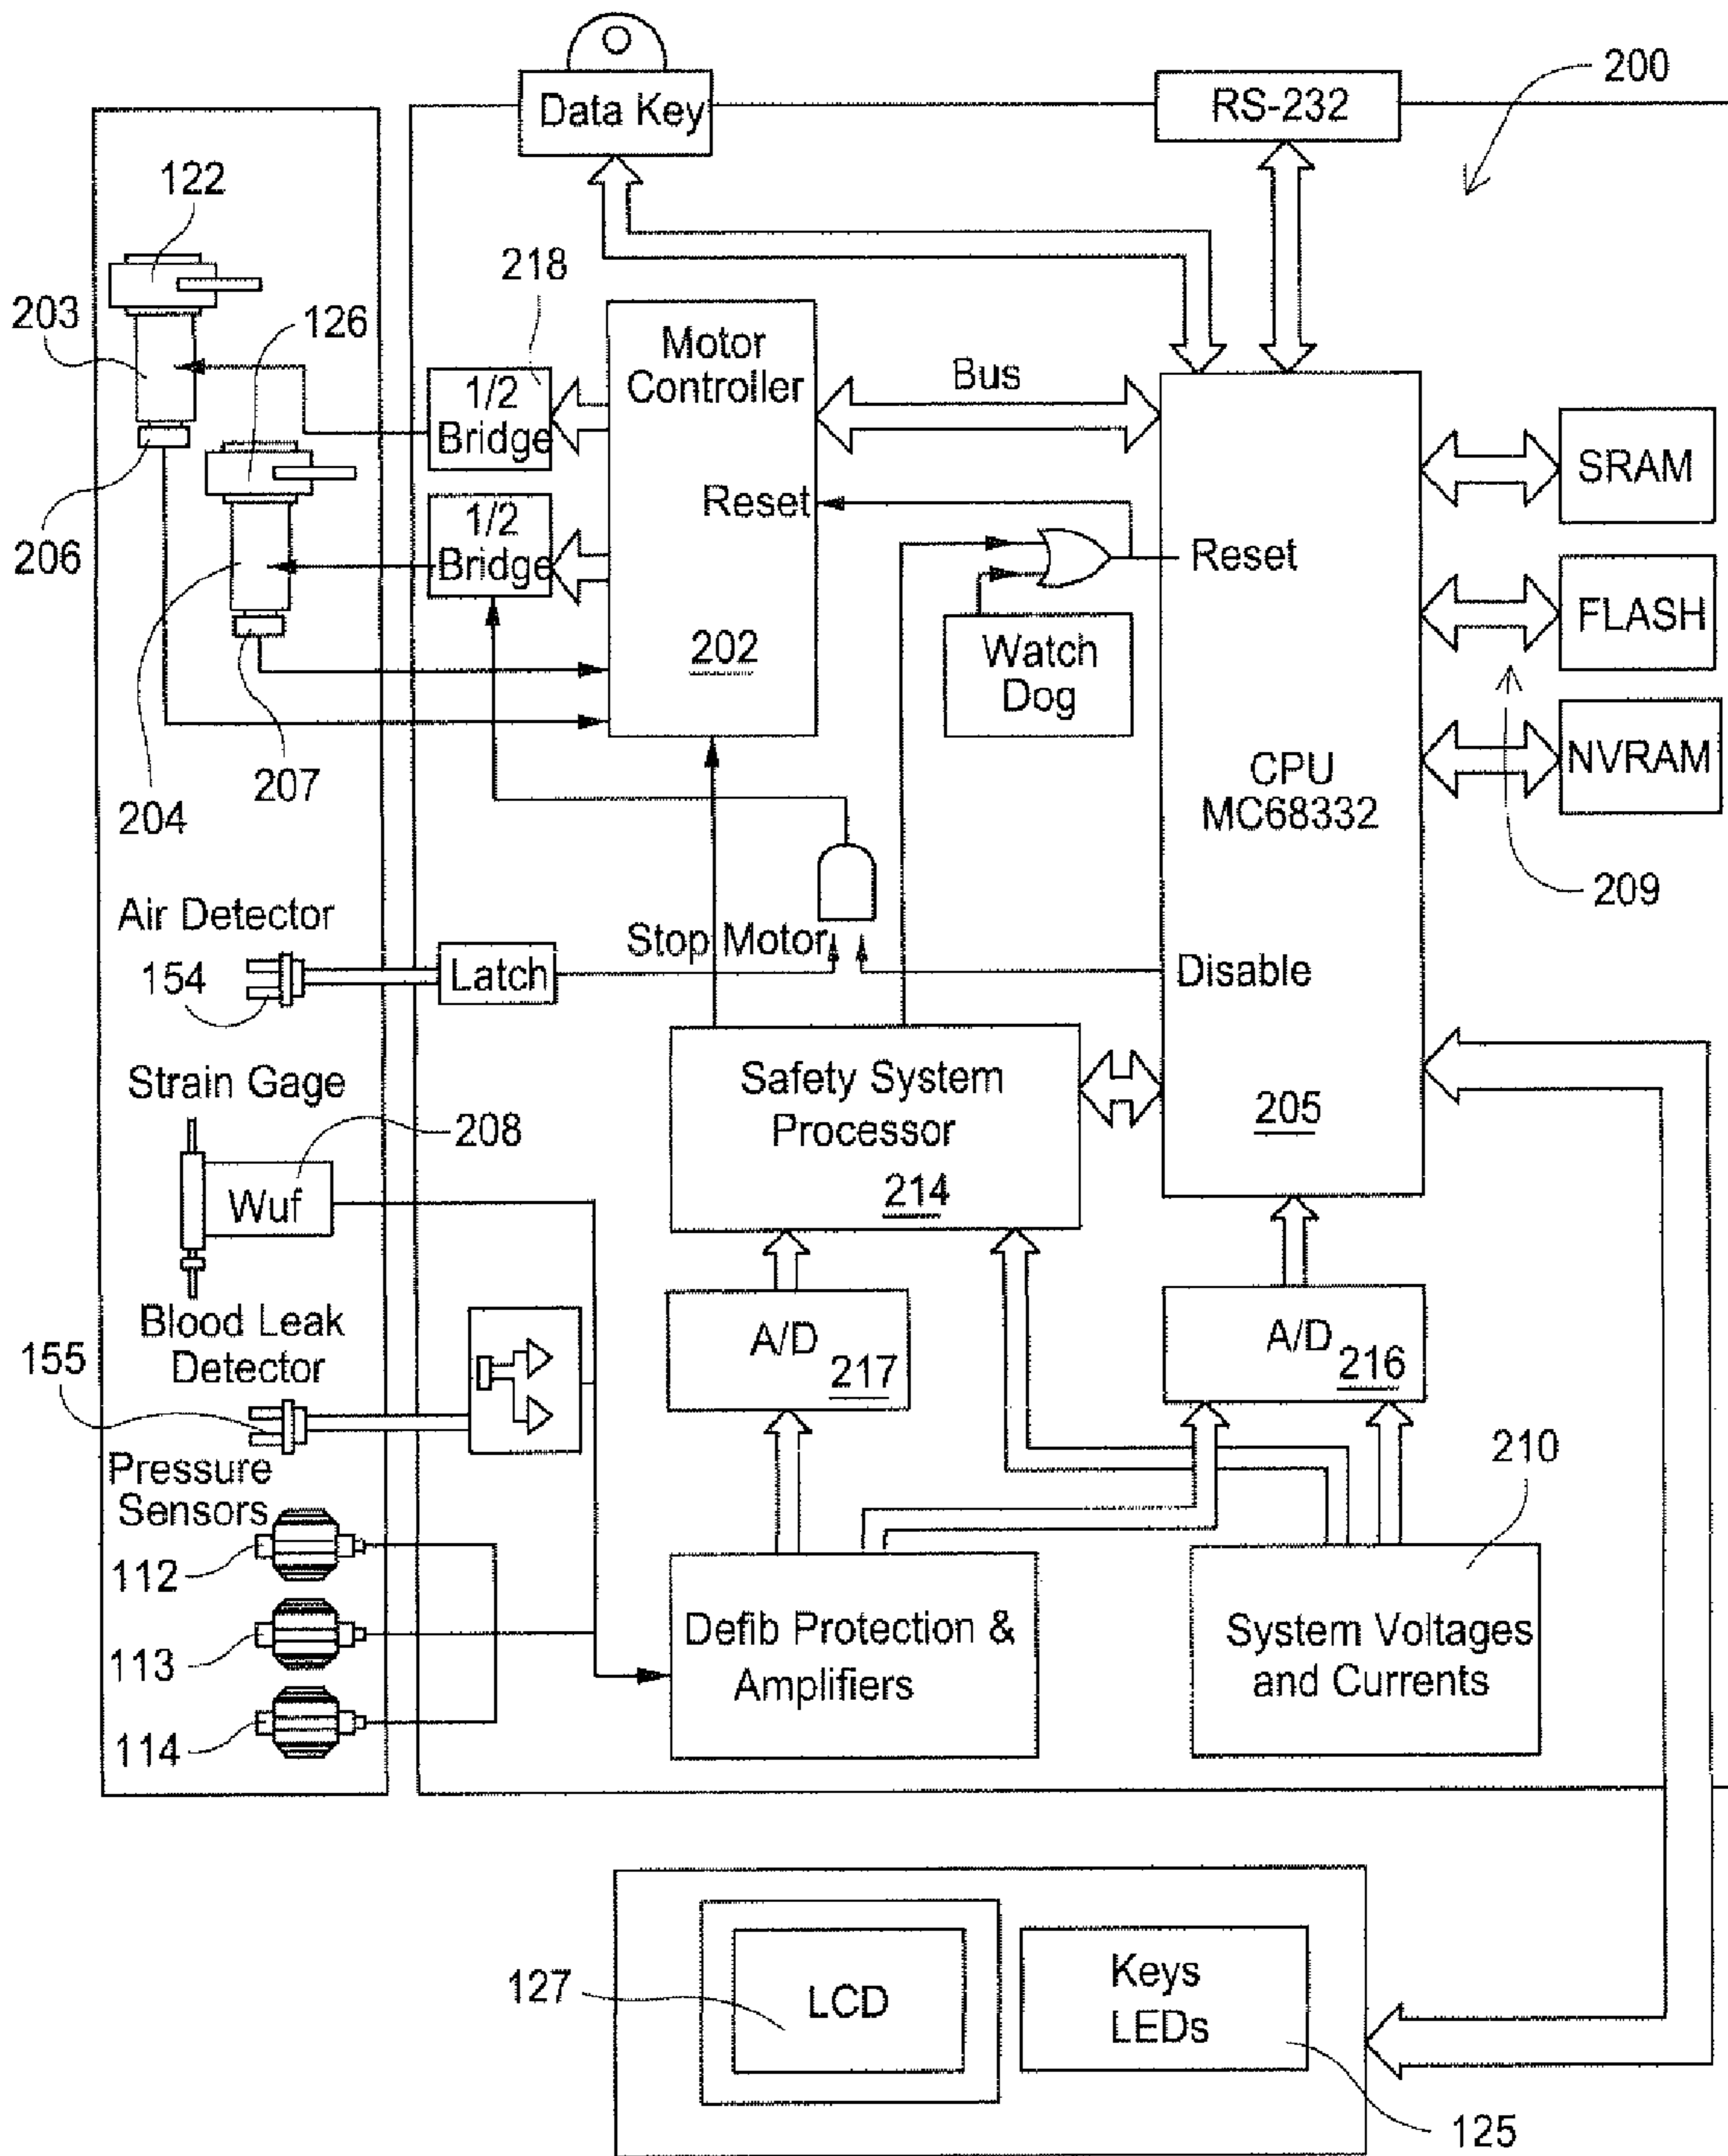 200
Data Key
RS-232
122
218
203
126
Motor
Controller
1/2
Bridge
Bus
SRAM
Reset
1/2
Bridge
206
Reset
FLASH
202
Watch
Dog
NVRAM
CPU
MC68332
207
204
209
Air Detector
Stop Motor
154
Latch
Disable
Strain Gage
Safety System
Processor
205
208
214
Wuf
Blood Leak
Detector
155
A/D
217
A/D
216
210
Pressure
Sensors
112
Defib Protection &
Amplifiers
System Voltages
and Currents
113
114
127
LCD
Keys
LEDs
125